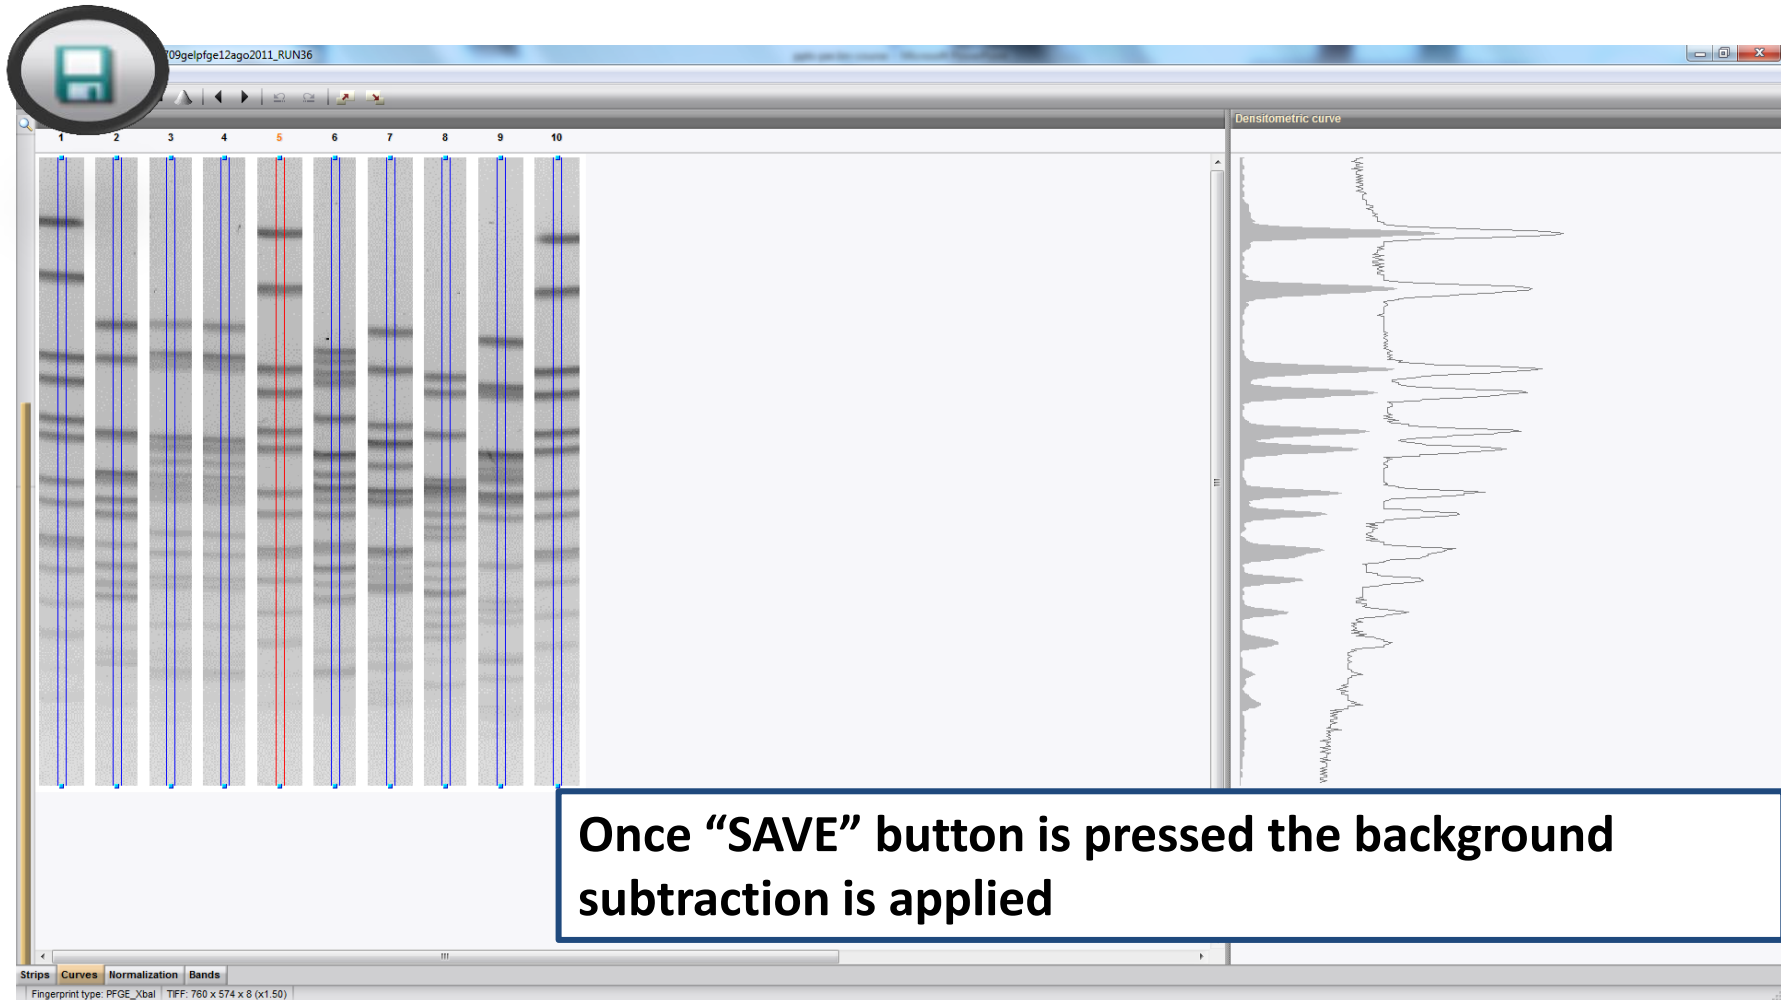 709gelpfge12ago2011_RUN36
Densitometric curve
1 2 3 4 5 6 7 8 9 10
Once “SAVE” button is pressed the background
subtraction is applied
Strips Curves Normalization Bands
Fingerprint type: PFGE_XbaI TIFF: 760 x 574 x 8 (x1.50)